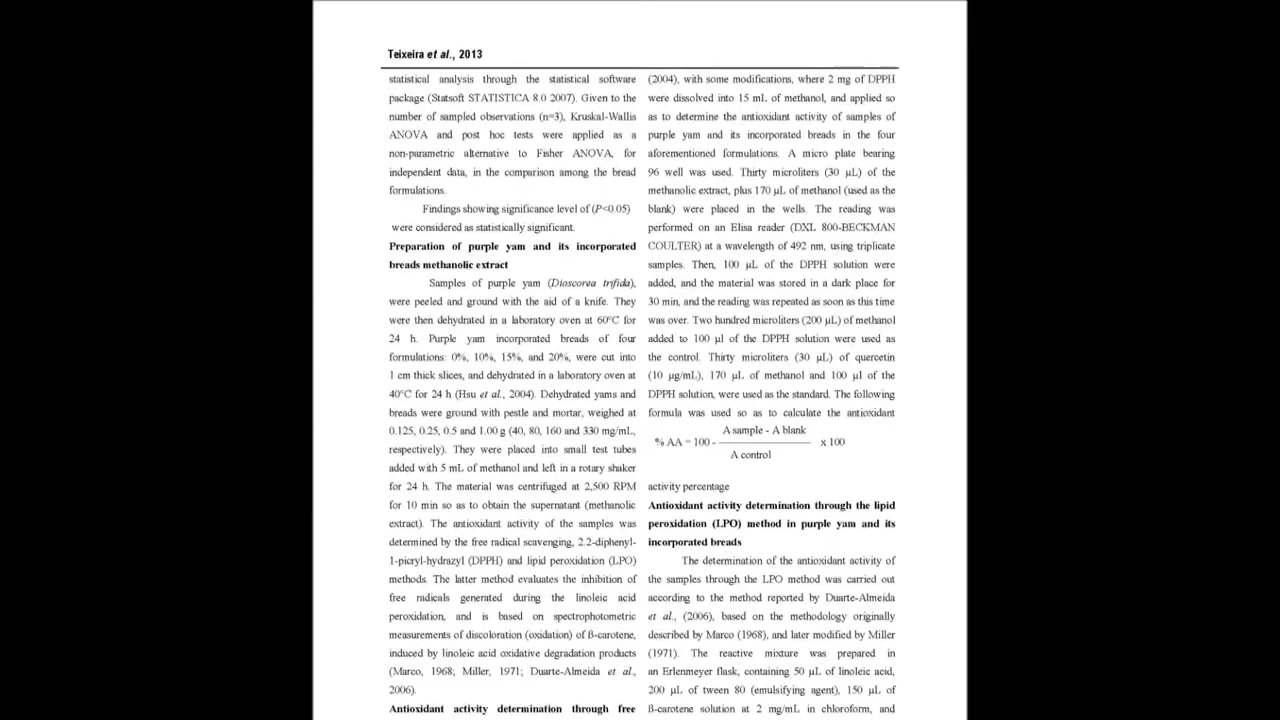 Teixeira et al., 2013
statistical analysis through the statistical software
package (Statsoft STATISTICA 8.0 2007). Given to the
number of sampled observations (n=3), Kruskal-Wallis
ANOVA and post hoc tests were applied as a
non-parametric alternative to Fisher ANOVA, for
independent data, in the comparison among the bread
formulations.
Findings showing significance level of (P<0.05)
were considered as statistically significant.
Preparation of purple yam and its incorporated
breads methanolic extract
Samples of purple yam (Dioscorea trifida),
were peeled and ground with the aid of a knife. They
were then dehydrated in a laboratory oven at 60°C for
24 h. Purple yam incorporated breads of four
formulations: 0%, 10%, 15%, and 20%, were cut into
1 cm thick slices, and dehydrated in a laboratory oven at
40°C for 24 h (Hsu et al., 2004). Dehydrated yams and
breads were ground with pestle and mortar, weighed at
0.125, 0.25, 0.5 and 1.00 g (40, 80, 160 and 330 mg/mL,
respectively). They were placed into small test tubes
added with 5 mL of methanol and left in a rotary shaker
for 24 h. The material was centrifuged at 2,500 RPM
for 10 min so as to obtain the supernatant (methanolic
extract). The antioxidant activity of the samples was
determined by the free radical scavenging, 2.2-diphenyl-
1-picryl-hydrazyl (DPPH) and lipid peroxidation (LPO)
methods. The latter method evaluates the inhibition of
free radicals generated during the linoleic acid
peroxidation, and is based on spectrophotometric
measurements of discoloration (oxidation) of ß-carotene,
induced by linoleic acid oxidative degradation products
(Marco, 1968; Miller, 1971; Duarte-Almeida et al.,
2006).
Antioxidant activity determination through free
(2004), with some modifications, where 2 mg of DPPH
were dissolved into 15 mL of methanol, and applied so
as to determine the antioxidant activity of samples of
purple yam and its incorporated breads in the four
aforementioned formulations. A micro plate bearing
96 well was used. Thirty microliters (30 µL) of the
methanolic extract, plus 170 µL of methanol (used as the
blank) were placed in the wells. The reading was
performed on an Elisa reader (DXL 800-BECKMAN
COULTER) at a wavelength of 492 nm, using triplicate
samples. Then, 100 µL of the DPPH solution were
added, and the material was stored in a dark place for
30 min, and the reading was repeated as soon as this time
was over. Two hundred microliters (200 µL) of methanol
added to 100 µl of the DPPH solution were used as
the control. Thirty microliters (30 µL) of quercetin
(10 µg/mL), 170 µL of methanol and 100 µl of the
DPPH solution, were used as the standard. The following
formula was used so as to calculate the antioxidant
A sample - A blank
% AA = 100 - x 100
A control
activity percentage
Antioxidant activity determination through the lipid
peroxidation (LPO) method in purple yam and its
incorporated breads
The determination of the antioxidant activity of
the samples through the LPO method was carried out
according to the method reported by Duarte-Almeida
et al., (2006), based on the methodology originally
described by Marco (1968), and later modified by Miller
(1971). The reactive mixture was prepared in
an Erlenmeyer flask, containing 50 µL of linoleic acid,
200 µL of tween 80 (emulsifying agent), 150 µL of
ß-carotene solution at 2 mg/mL in chloroform, and